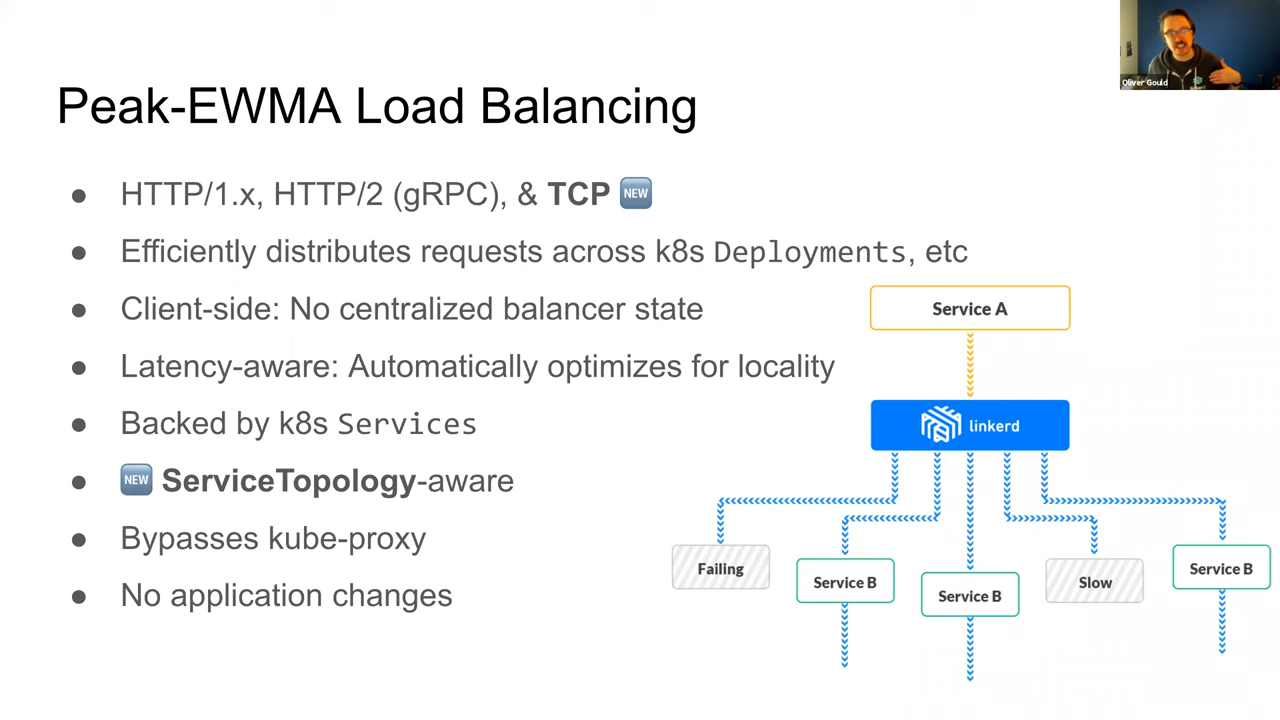 Oliver Gould
Peak-EWMA Load Balancing
● HTTP/1.x, HTTP/2 (gRPC), & TCP NEW
● Efficiently distributes requests across k8s Deployments, etc
● Client-side: No centralized balancer state
● Latency-aware: Automatically optimizes for locality
● Backed by k8s Services
● NEW ServiceTopology-aware
● Bypasses kube-proxy
● No application changes
Service A
linkerd
Failing
Service B
Service B
Slow
Service B